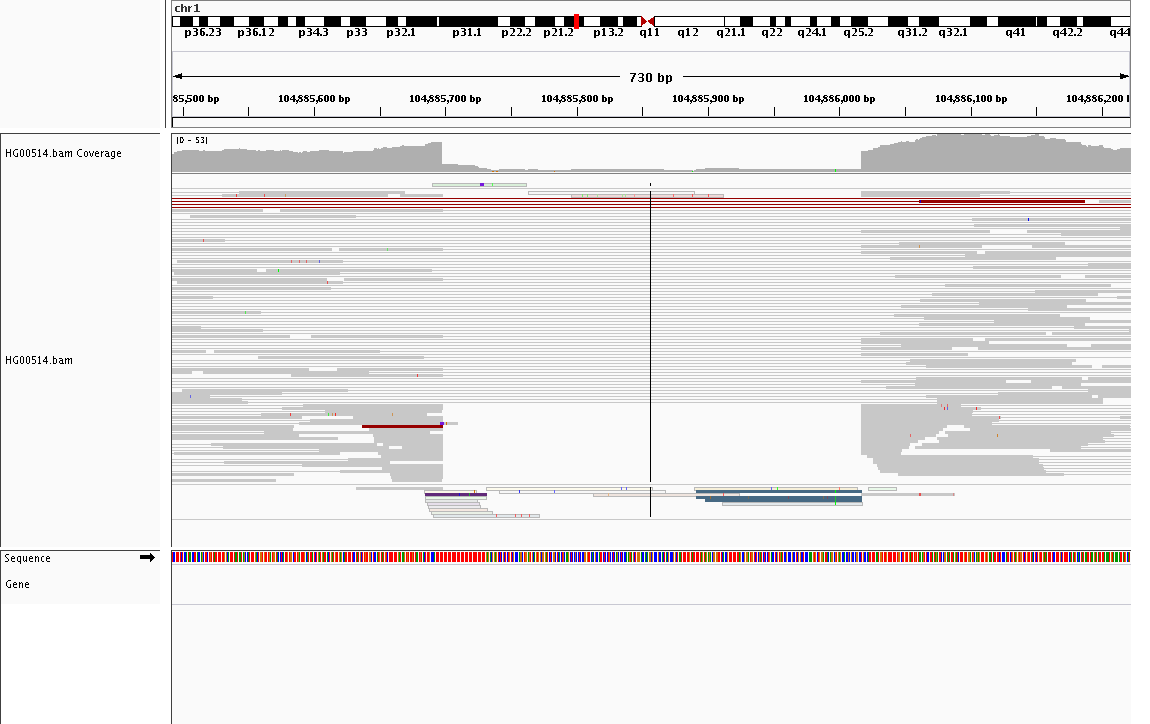 chr1
p36.23 p36.12 p34.3 p33 p32.1 p31.1 p22.2 p21.2 p13.2 q11 q12 q21.1 q22 q24.1 q25.2 q31.2 q32.1 q41 q42.2 q44
730 bp
85,500 bp 104,885,600 bp 104,885,700 bp 104,885,800 bp 104,885,900 bp 104,886,000 bp 104,886,100 bp 104,886,200
[0 - 53]
HG00514.bam Coverage
HG00514.bam
Sequence
Gene